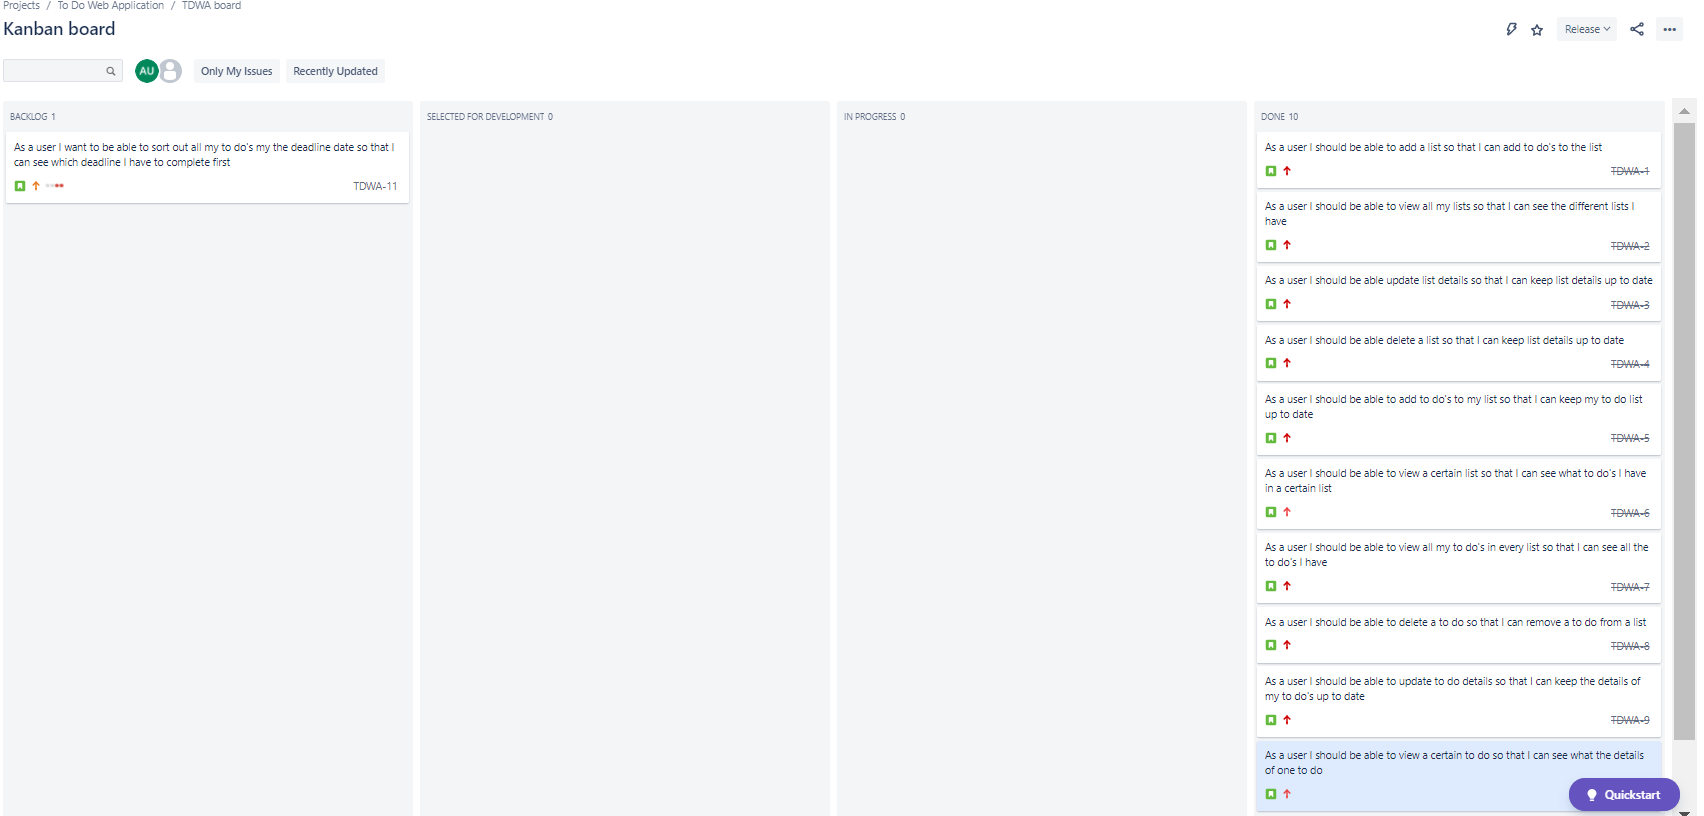 Projects / To Do Web Application / TDWA board
Kanban board
Release
AU
Only My Issues
Recently Updated
BACKLOG 1
As a user I want to be able to sort out all my to do's my the deadline date so that I
can see which deadline I have to complete first
TDWA-11
SELECTED FOR DEVELOPMENT 0
IN PROGRESS 0
DONE 10
As a user I should be able to add a list so that I can add to do's to the list
TDWA-1
As a user I should be able to view all my lists so that I can see the different lists I
have
TDWA-2
As a user I should be able update list details so that I can keep list details up to date
TDWA-3
As a user I should be able delete a list so that I can keep list details up to date
TDWA-4
As a user I should be able to add to do's to my list so that I can keep my to do list
up to date
TDWA-5
As a user I should be able to view a certain list so that I can see what to do's I have
in a certain list
TDWA-6
As a user I should be able to view all my to do's in every list so that I can see all the
to do's I have
TDWA-7
As a user I should be able to delete a to do so that I can remove a to do from a list
TDWA-8
As a user I should be able to update to do details so that I can keep the details of
my to do's up to date
TDWA-9
As a user I should be able to view a certain to do so that I can see what the details
of one to do
Quickstart